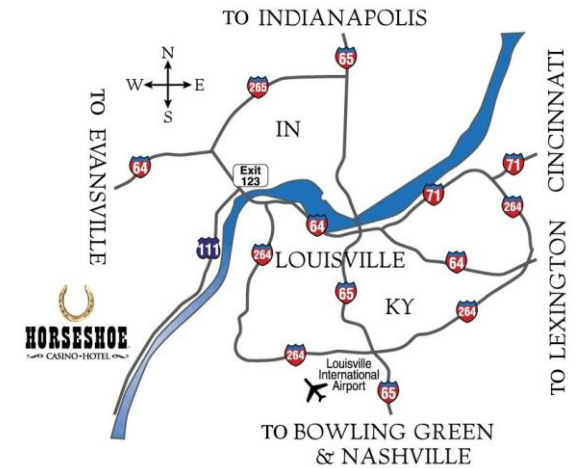 TO INDIANAPOLIS
65
N
W E
S
265
IN
TO EVANSVILLE
64
Exit
123
71
CINCINNATI
71
264
64
111
264
LOUISVILLE
64
65
KY
264
TO LEXINGTON
HORSESHOE
CASINO • HOTEL
264
Louisville
International
Airport
65
TO BOWLING GREEN
& NASHVILLE